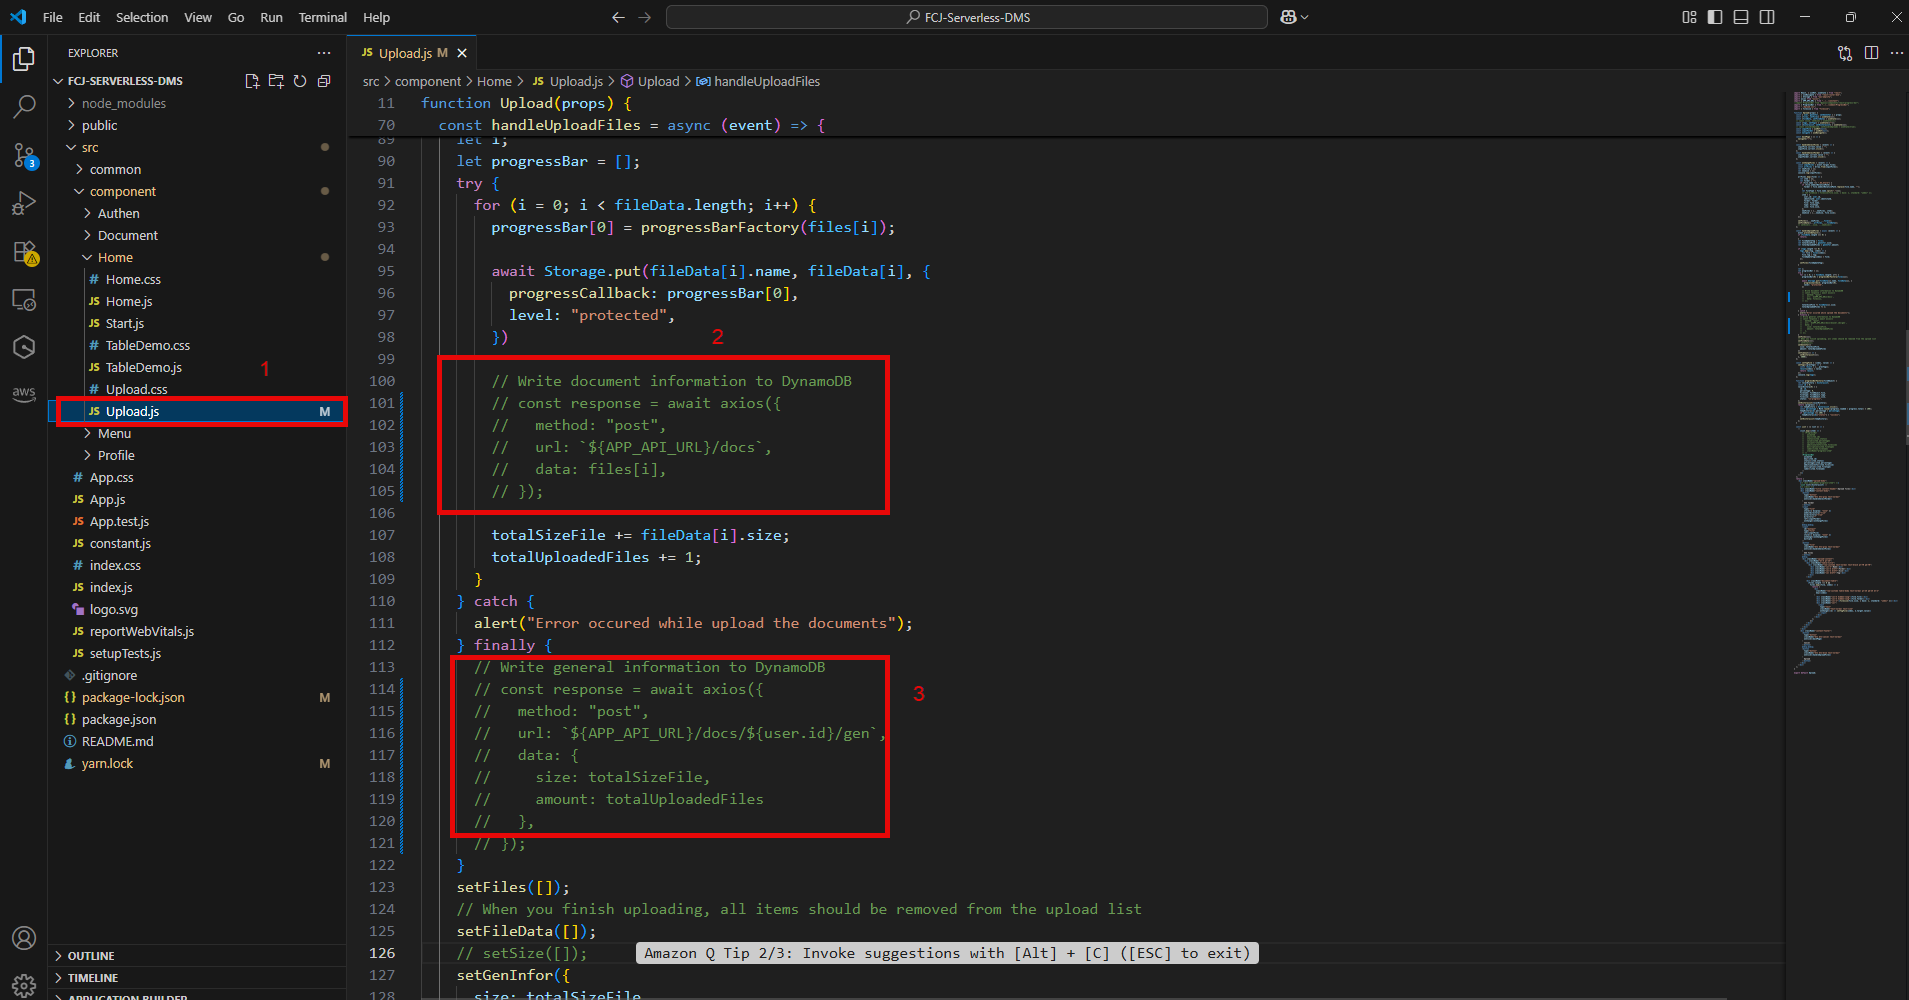 File Edit Selection View Go Run Terminal Help
FCJ-Serverless-DMS
EXPLORER
FCJ-SERVERLESS-DMS
node_modules
public
src
common
component
Authen
Document
Home
# Home.css
JS Home.js
JS Start.js
# TableDemo.css
JS TableDemo.js
1
# Upload.css
JS Upload.js M
Menu
Profile
# App.css
JS App.js
JS App.test.js
JS constant.js
# index.css
JS index.js
logo.svg
JS reportWebVitals.js
JS setupTests.js
.gitignore
{} package-lock.json M
{} package.json
README.md
yarn.lock M
OUTLINE
TIMELINE
APPLICATION BUILDER
3
aws
JS Upload.js M
src > component > Home > JS Upload.js > Upload > handleUploadFiles
11 function Upload(props) {
70 const handleUploadFiles = async (event) => {
89 let i;
90 let progressBar = [];
91 try {
92 for (i = 0; i < fileData.length; i++) {
93 progressBar[0] = progressBarFactory(files[i]);
94
95 await Storage.put(fileData[i].name, fileData[i], {
96 progressCallback: progressBar[0],
97 level: "protected",
98 })
2
99
100 // Write document information to DynamoDB
101 // const response = await axios({
102 // method: "post",
103 // url: `${APP_API_URL}/docs`,
104 // data: files[i],
105 // });
106
107 totalSizeFile += fileData[i].size;
108 totalUploadedFiles += 1;
109 }
110 } catch {
111 alert("Error occured while upload the documents");
112 } finally {
113 // Write general information to DynamoDB
114 // const response = await axios({
3
115 // method: "post",
116 // url: `${APP_API_URL}/docs/${user.id}/gen`,
117 // data: {
118 // size: totalSizeFile,
119 // amount: totalUploadedFiles
120 // },
121 // });
122 }
123 setFiles([]);
124 // When you finish uploading, all items should be removed from the upload list
125 setFileData([]);
126 // setSize([]); Amazon Q Tip 2/3: Invoke suggestions with [Alt] + [C] ([ESC] to exit)
127 setGenInfor({
128 size: totalSizeFile